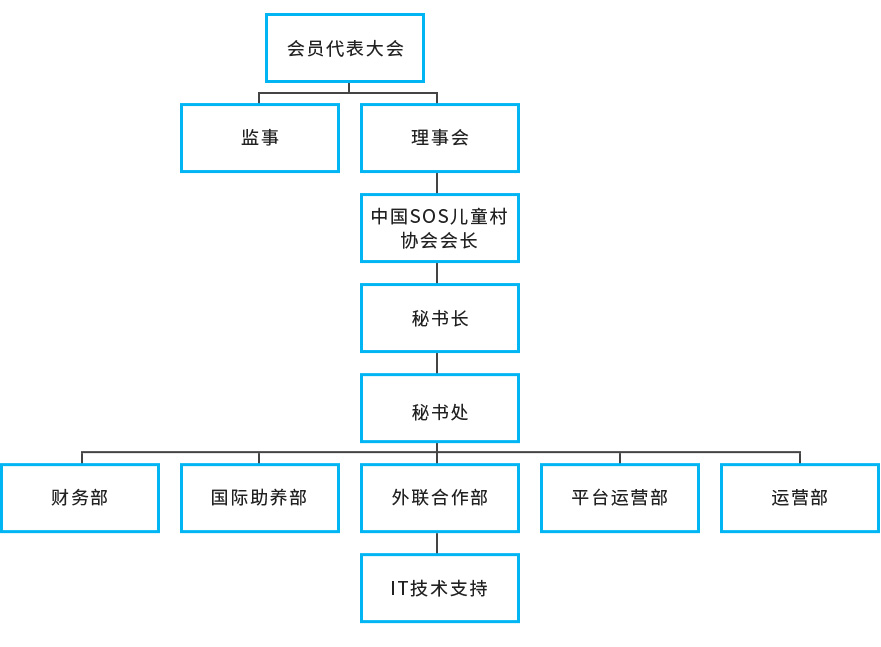 会员代表大会
监事
理事会
中国SOS儿童村
协会会长
秘书长
秘书处
财务部
国际助养部
外联合作部
平台运营部
运营部
IT技术支持